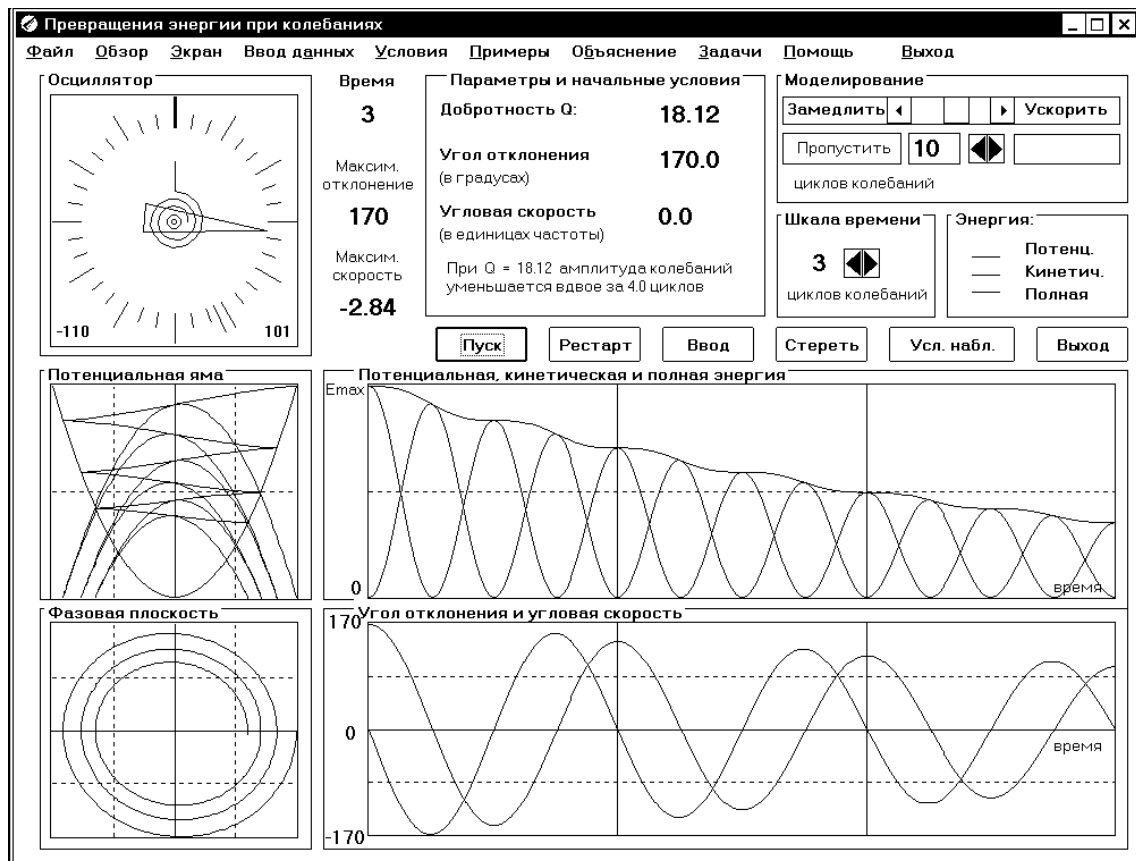 Превращения энергии при колебаниях
Файл Обзор Экран Ввод данных Условия Примеры Объяснение Задачи Помощь Выход
Осциллятор
-110
101
Время
3
Максим.
отклонение
170
Максим.
скорость
-2.84
Параметры и начальные условия
Добротность Q: 18.12
Угол отклонения 170.0
(в градусах)
Угловая скорость 0.0
(в единицах частоты)
При Q = 18.12 амплитуда колебаний
уменьшается вдвое за 4.0 циклов
Моделирование
Замедлить Ускорить
Пропустить 10
циклов колебаний
Шкала времени
3
циклов колебаний
Энергия:
Потенц.
Кинетич.
Полная
Пуск Рестарт Ввод Стереть Усл. набл. Выход
Потенциальная яма
Потенциальная, кинетическая и полная энергия
Emax
0
время
Фазовая плоскость
Угол отклонения и угловая скорость
170
0
время
-170